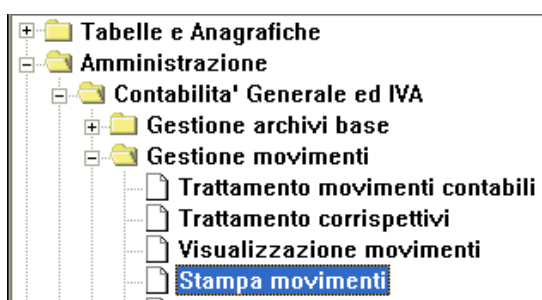 Tabelle e Anagrafiche
Amministrazione
Contabilita' Generale ed IVA
Gestione archivi base
Gestione movimenti
Trattamento movimenti contabili
Trattamento corrispettivi
Visualizzazione movimenti
Stampa movimenti